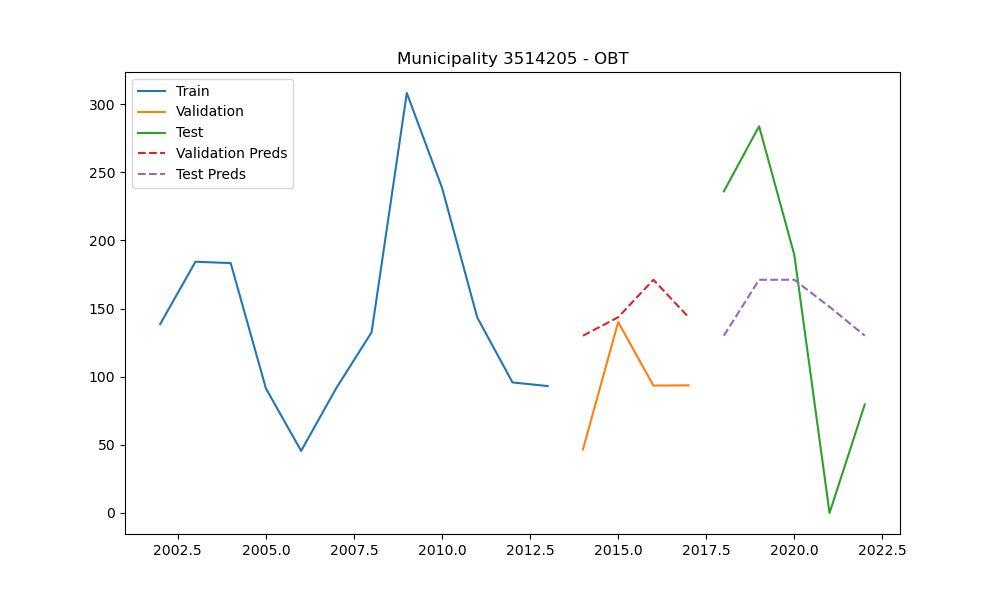 Municipality 3514205 - OBT
Train
Validation
Test
Validation Preds
Test Preds
300
250
200
150
100
50
0
2002.5 2005.0 2007.5 2010.0 2012.5 2015.0 2017.5 2020.0 2022.5